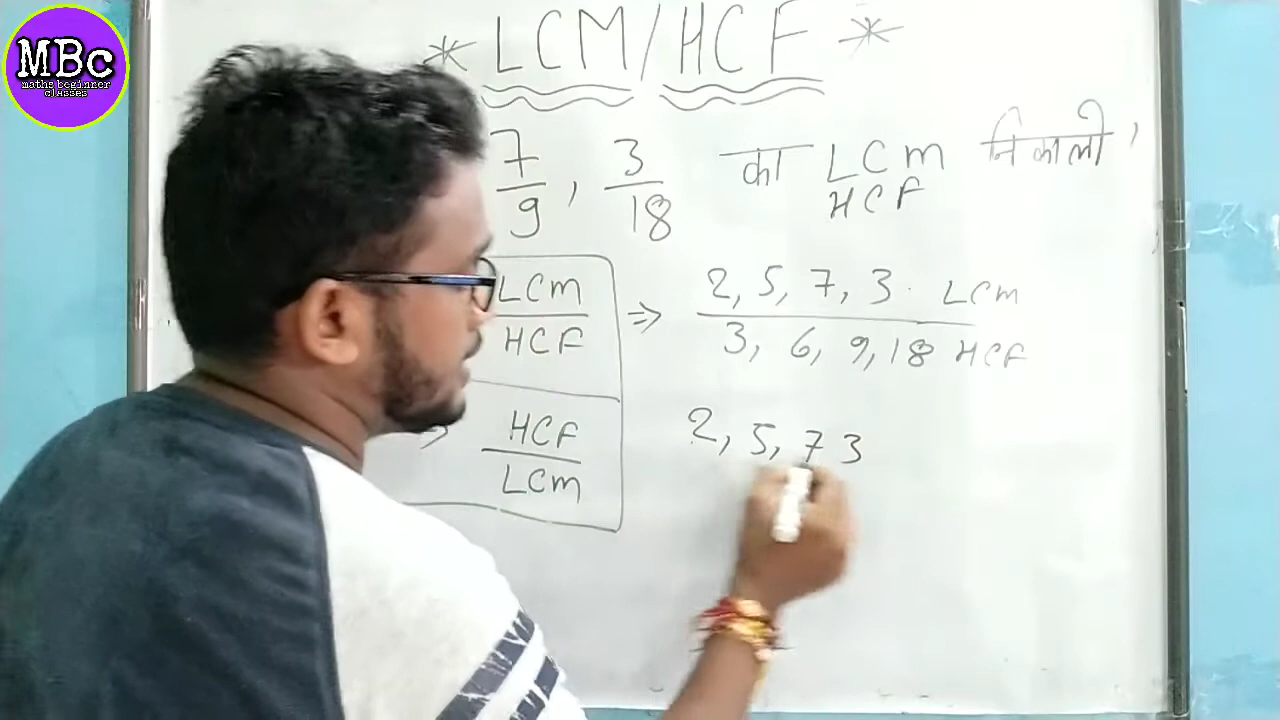 MBc
maths beginner
classes
* LCM/HCF *
7/9, 3/18 का LCM निकालो,
HCF
LCM/HCF ⇒ 2, 5, 7, 3. LCM
3, 6, 9, 18 HCF
⇒ HCF/LCM
2, 5, 7 3